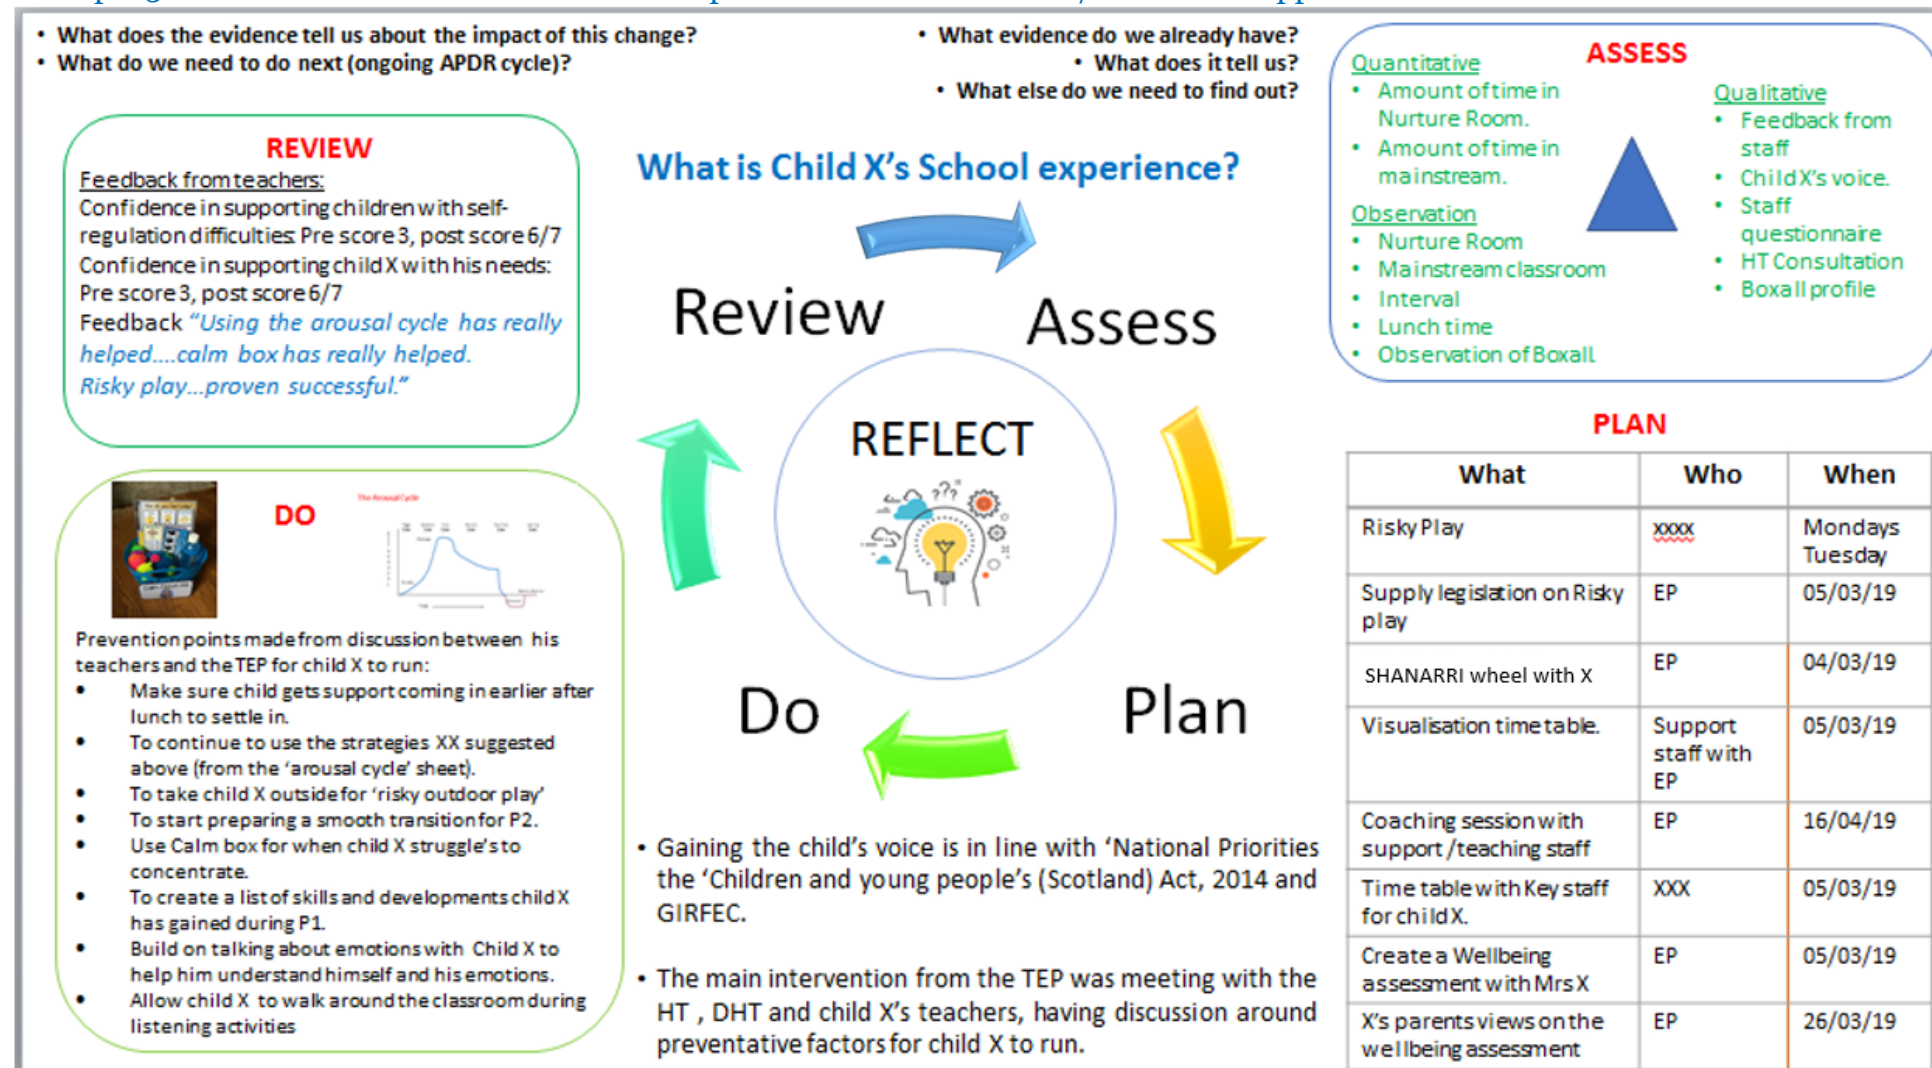 • What does the evidence tell us about the impact of this change?
• What do we need to do next (ongoing APDR cycle)?
• What evidence do we already have?
• What does it tell us?
• What else do we need to find out?
REVIEW
Feedback from teachers:
Confidence in supporting children with self-
regulation difficulties: Pre score 3, post score 6/7
Confidence in supporting child X with his needs:
Pre score 3, post score 6/7
Feedback “Using the arousal cycle has really
helped....calm box has really helped.
Risky play...proven successful.”
What is Child X’s School experience?
Review
Assess
REFLECT
???
Do
Plan
ASSESS
Quantitative
• Amount of time in
Nurture Room.
• Amount of time in
mainstream.
Observation
• Nurture Room
• Mainstream classroom
• Interval
• Lunch time
• Observation of Boxall
Qualitative
• Feedback from
staff
• Child X’s voice.
• Staff
questionnaire
• HT Consultation
• Boxall profile
DO
The Arousal Cycle
Prevention points made from discussion between his
teachers and the TEP for child X to run:
• Make sure child gets support coming in earlier after
lunch to settle in.
• To continue to use the strategies XX suggested
above (from the ‘arousal cycle’ sheet).
• To take child X outside for ‘risky outdoor play’
• To start preparing a smooth transition for P2.
• Use Calm box for when child X struggle’s to
concentrate.
• To create a list of skills and developments child X
has gained during P1.
• Build on talking about emotions with Child X to
help him understand himself and his emotions.
• Allow child X to walk around the classroom during
listening activities
• Gaining the child’s voice is in line with ‘National Priorities
the ‘Children and young people’s (Scotland) Act, 2014 and
GIRFEC.
• The main intervention from the TEP was meeting with the
HT , DHT and child X’s teachers, having discussion around
preventative factors for child X to run.
PLAN
What Who When
Risky Play xxxx Mondays
Tuesday
Supply legislation on Risky EP 05/03/19
play
SHANARRI wheel with X EP 04/03/19
Visualisation time table. Support 05/03/19
staff with
EP
Coaching session with EP 16/04/19
support /teaching staff
Time table with Key staff XXX 05/03/19
for child X.
Create a Wellbeing EP 05/03/19
assessment with Mrs X
X’s parents views on the EP 26/03/19
wellbeing assessment